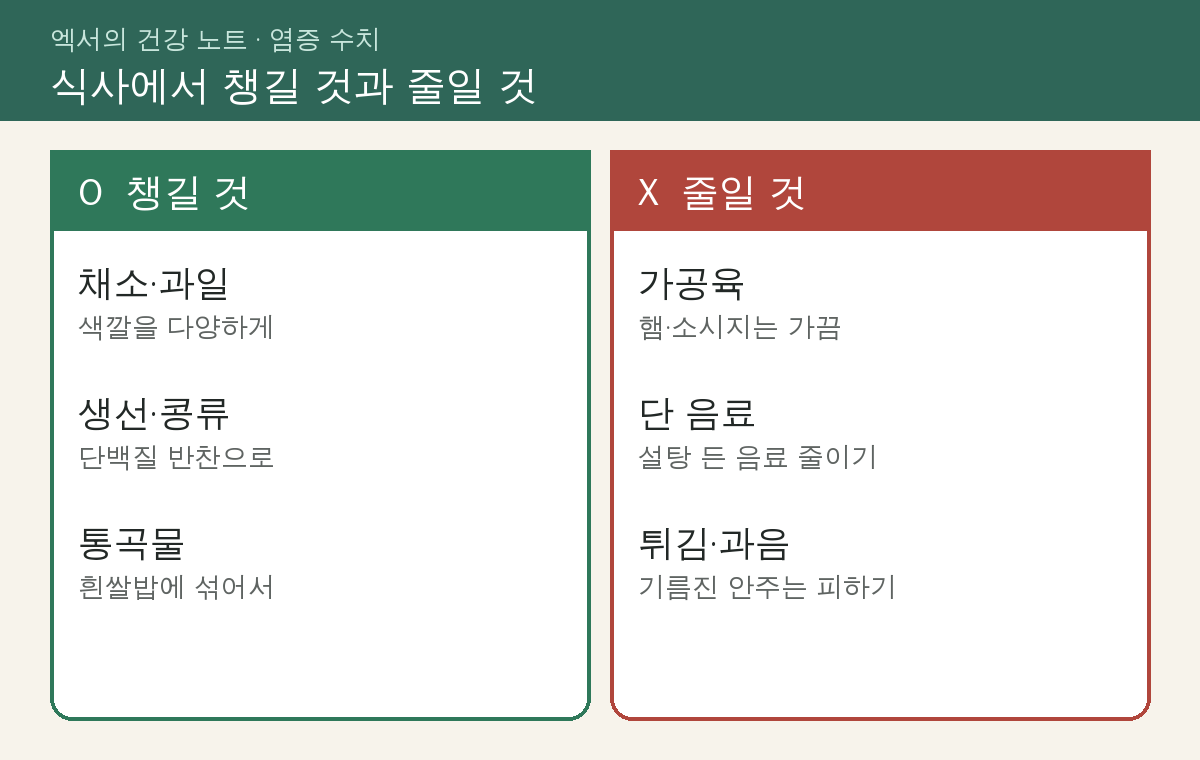 엑서의 건강 노트 · 염증 수치
식사에서 챙길 것과 줄일 것
O 챙길 것
채소·과일
색깔을 다양하게
생선·콩류
단백질 반찬으로
통곡물
흰쌀밥에 섞어서
X 줄일 것
가공육
햄·소시지는 가끔
단 음료
설탕 든 음료 줄이기
튀김·과음
기름진 안주는 피하기